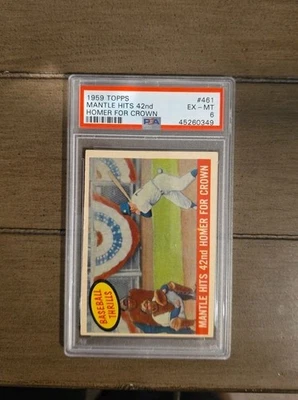 1959 TOPPS #461
MANTLE HITS 42nd EX - MT
HOMER FOR CROWN 6
PSA 45260349
BASEBALL
THRILLS
MANTLE HITS 42nd HOMER FOR CROWN